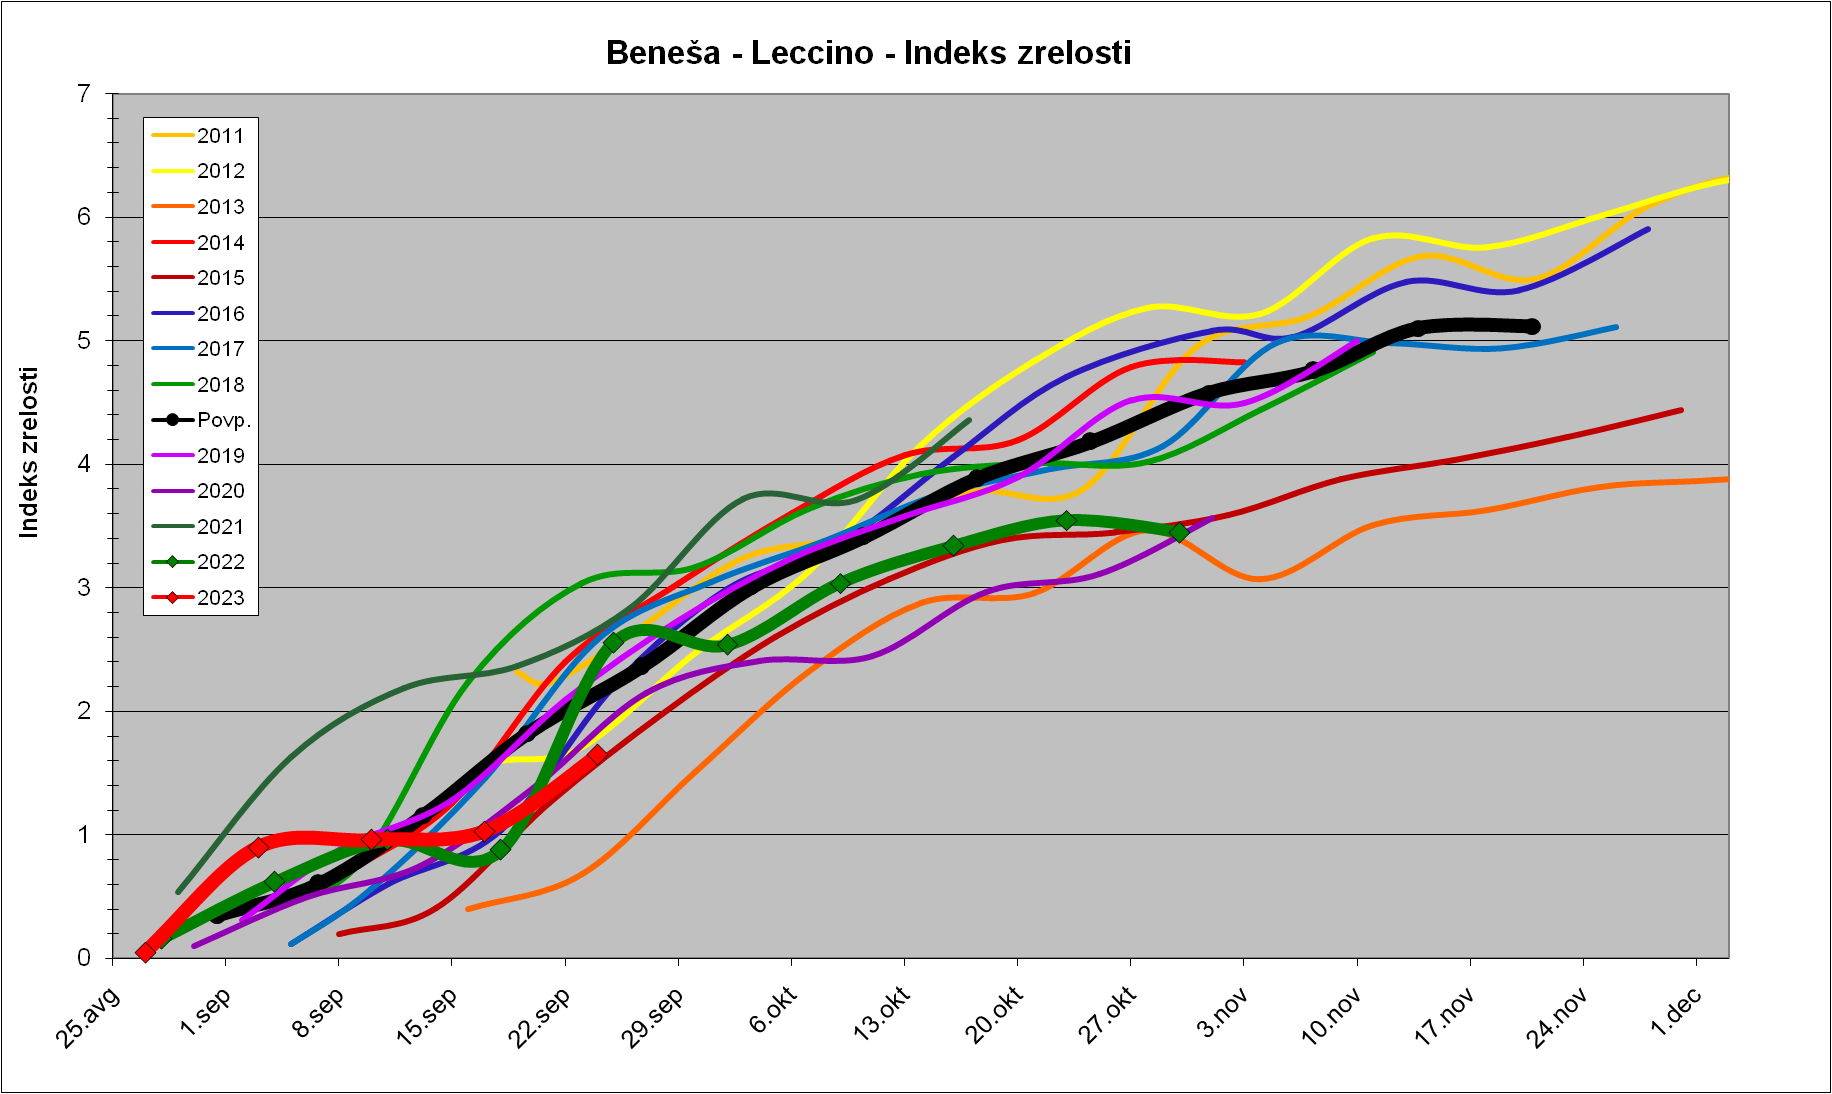 Beneša - Leccino - Indeks zrelosti
Indeks zrelosti
7
6
5
4
3
2
1
0
2011
2012
2013
2014
2015
2016
2017
2018
Povp.
2019
2020
2021
2022
2023
25.avg
1.sep
8.sep
15.sep
22.sep
29.sep
6.okt
13.okt
20.okt
27.okt
3.nov
10.nov
17.nov
24.nov
1.dec